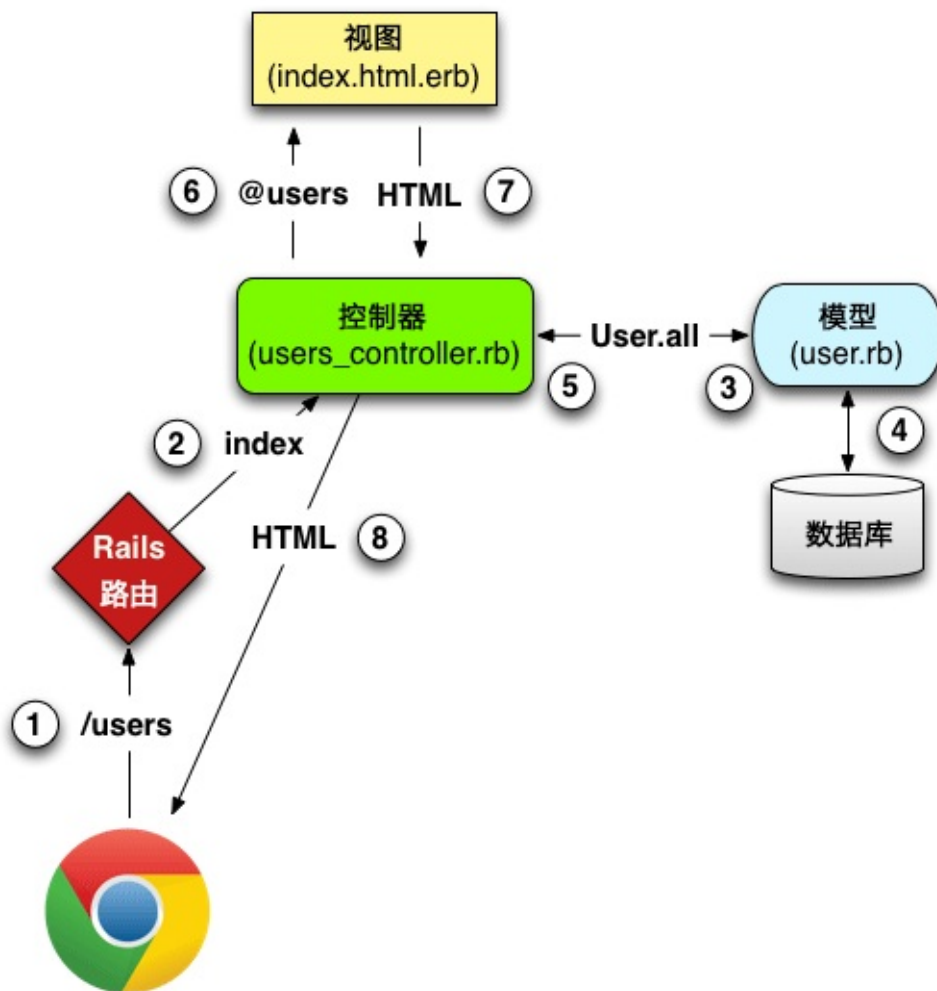 视图
(index.html.erb)
6 @users HTML 7
控制器
(users_controller.rb)
User.all
模型
(user.rb)
5
3
4
2 index
数据库
Rails
路由
HTML 8
1 /users